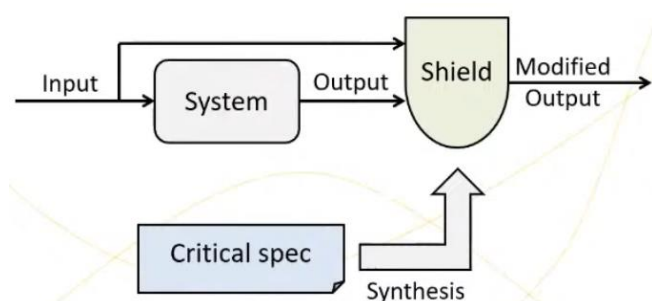 Input
System
Output
Shield
Modified
Output
Critical spec
Synthesis